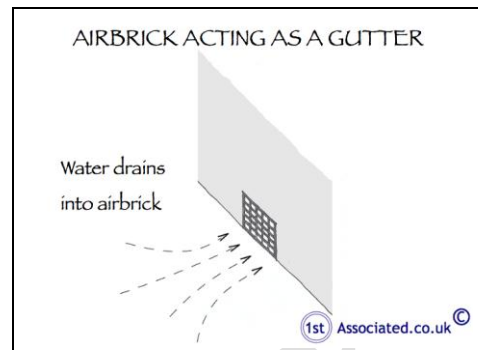 AIRBRICK ACTING AS A GUTTER
Water drains
into airbrick
1st Associated.co.uk ©